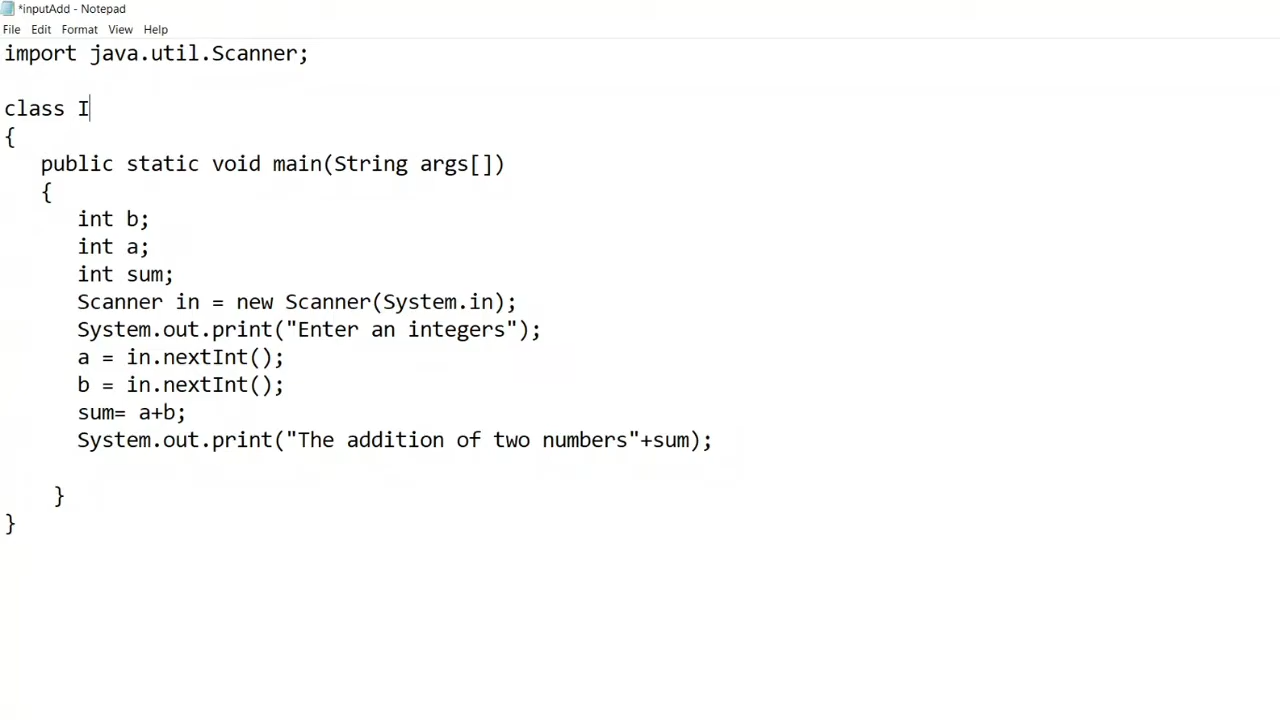 *inputAdd - Notepad
File Edit Format View Help
import java.util.Scanner;
class I
{
public static void main(String args[])
{
int b;
int a;
int sum;
Scanner in = new Scanner(System.in);
System.out.print("Enter an integers");
a = in.nextInt();
b = in.nextInt();
sum= a+b;
System.out.print("The addition of two numbers"+sum);
}
}